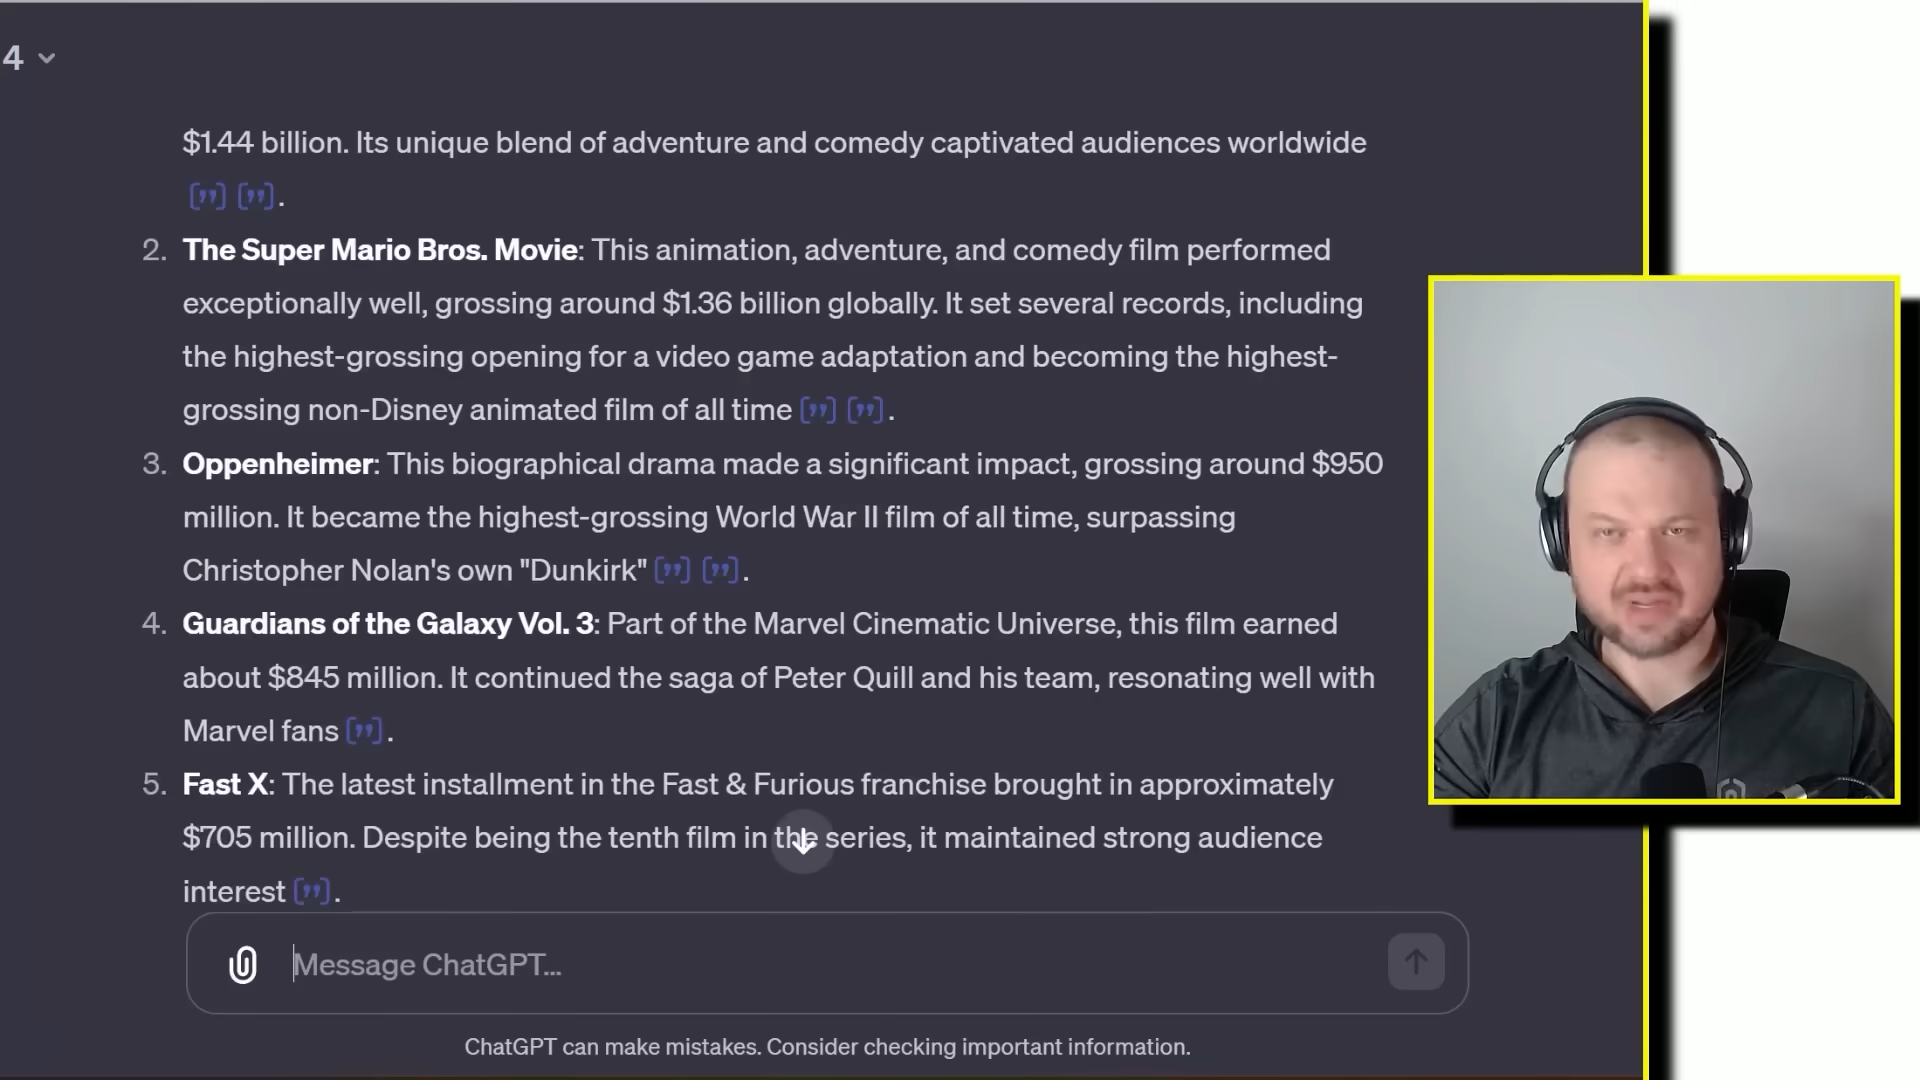 4
$1.44 billion. Its unique blend of adventure and comedy captivated audiences worldwide
["] ["].
2. The Super Mario Bros. Movie: This animation, adventure, and comedy film performed
exceptionally well, grossing around $1.36 billion globally. It set several records, including
the highest-grossing opening for a video game adaptation and becoming the highest-
grossing non-Disney animated film of all time ["] ["].
3. Oppenheimer: This biographical drama made a significant impact, grossing around $950
million. It became the highest-grossing World War II film of all time, surpassing
Christopher Nolan's own "Dunkirk" ["] ["].
4. Guardians of the Galaxy Vol. 3: Part of the Marvel Cinematic Universe, this film earned
about $845 million. It continued the saga of Peter Quill and his team, resonating well with
Marvel fans ["].
5. Fast X: The latest installment in the Fast & Furious franchise brought in approximately
$705 million. Despite being the tenth film in the series, it maintained strong audience
interest ["].
Message ChatGPT...
ChatGPT can make mistakes. Consider checking important information.